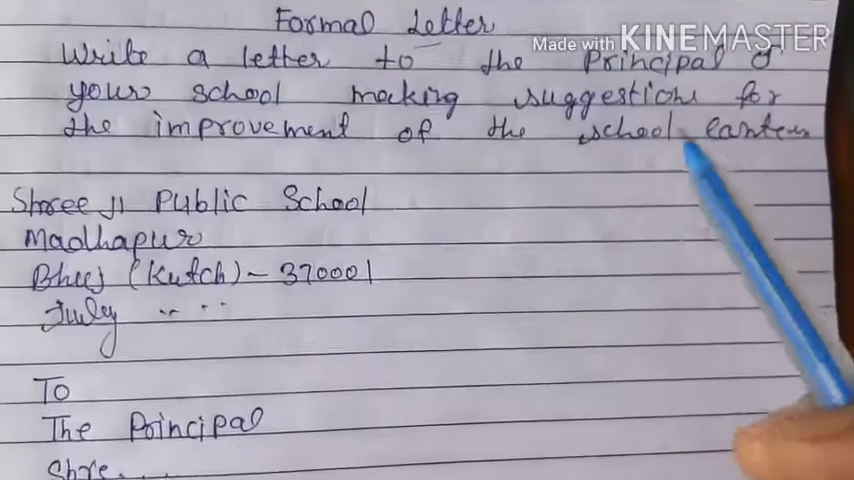 Formal Letter
Made with KINEMASTER
Write a letter to the Principal of
your school making suggestions for
the improvement of the school canteen
Shree Ji Public School
Madhapur
Bhuj (Kutch) - 370001
July .. ..
To
The Principal
Shre....